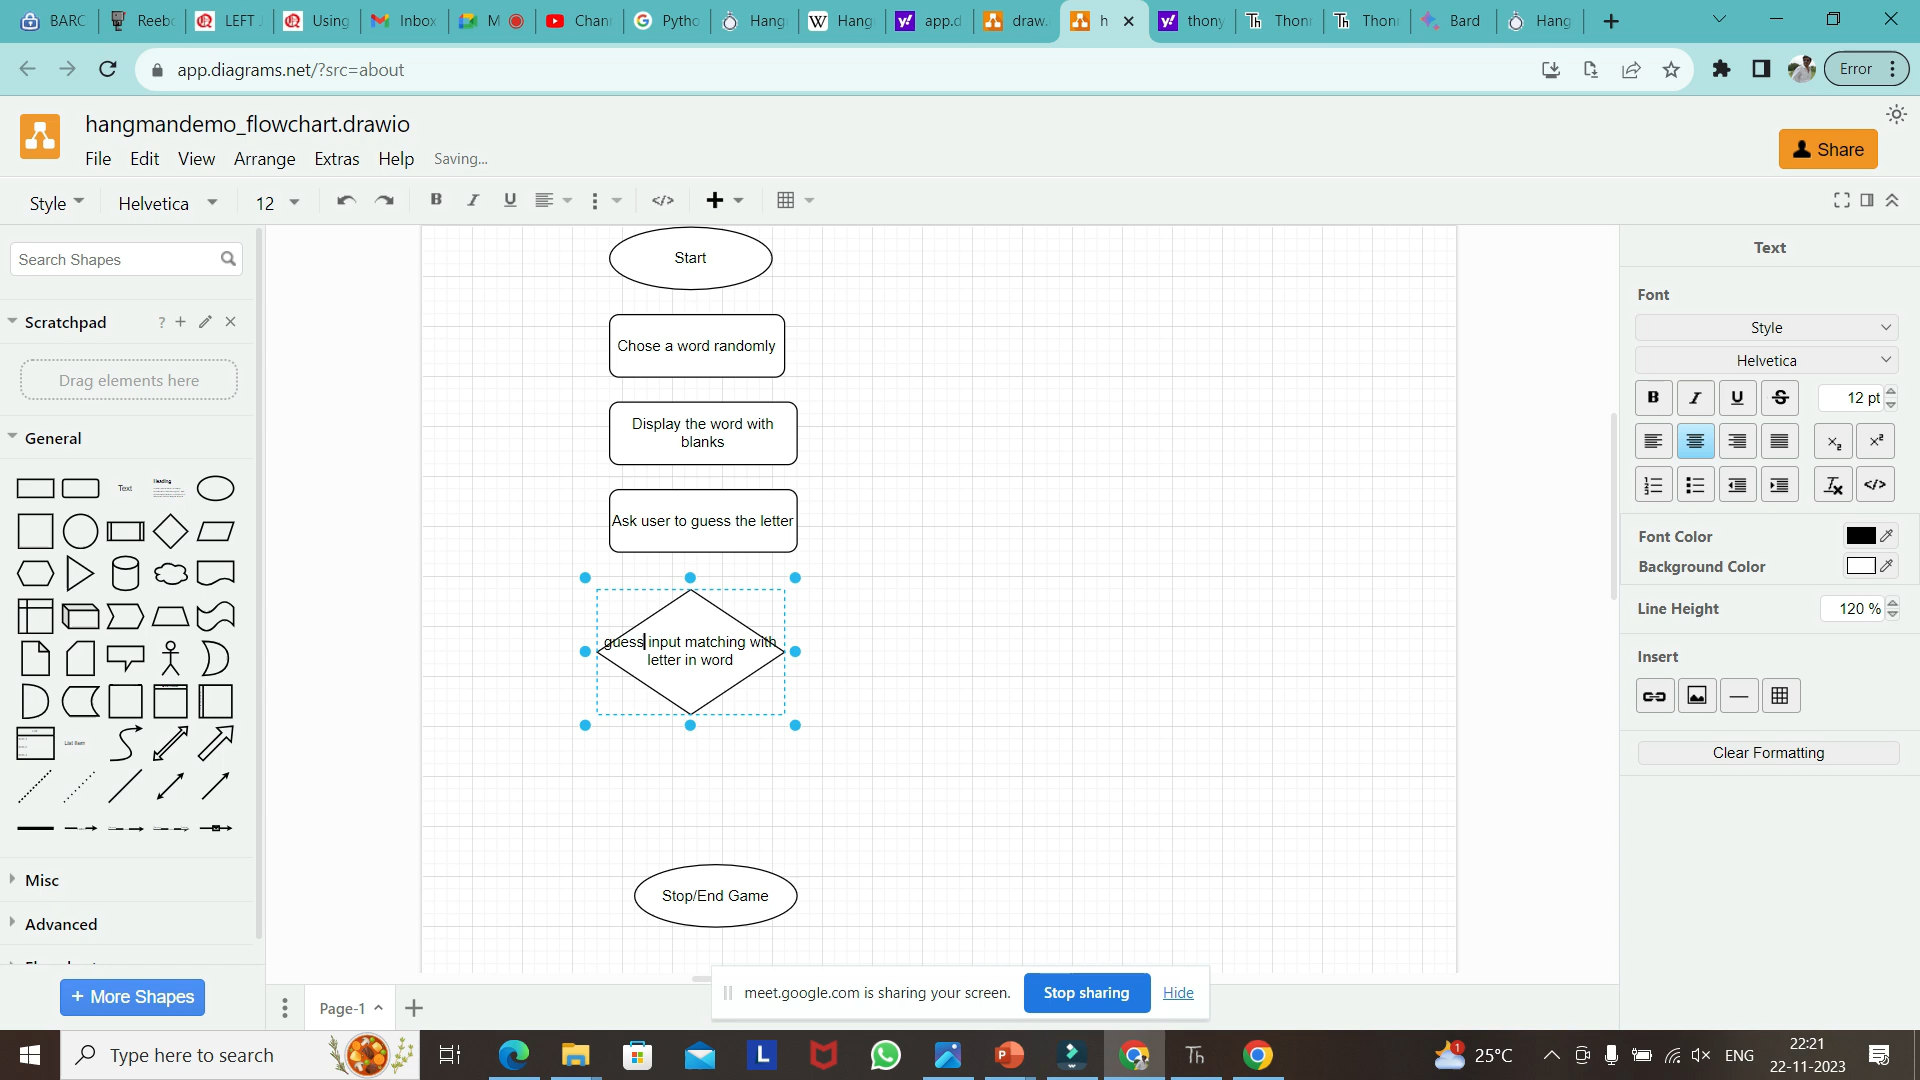 BARC
Reeb
LEFT
Using
Inbox
M
Chan
Pytho
Hang
Hang
app.d
draw.
h
thony
Thon
Thon
Bard
Hang
app.diagrams.net/?src=about
Error
hangmandemo_flowchart.drawio
File Edit View Arrange Extras Help Saving...
Share
Style
Helvetica
12
Search Shapes
Scratchpad
Drag elements here
General
Text
Heading
List Item
Misc
Advanced
+ More Shapes
Start
Chose a word randomly
Display the word with
blanks
Ask user to guess the letter
guess input matching with
letter in word
Stop/End Game
Page-1
Text
Font
Style
Helvetica
12 pt
Font Color
Background Color
Line Height
120 %
Insert
Clear Formatting
meet.google.com is sharing your screen.
Stop sharing
Hide
Type here to search
25°C
ENG
22:21
22-11-2023